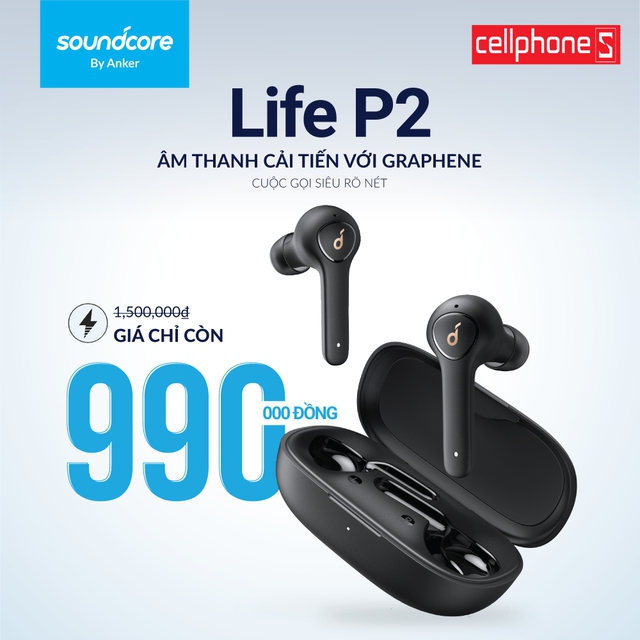 soundcore
By Anker
cellphoneS
Life P2
ÂM THANH CẢI TIẾN VỚI GRAPHENE
CUỘC GỌI SIÊU RÕ NÉT
1,500,000đ
GIÁ CHỈ CÒN
990
000 ĐỒNG